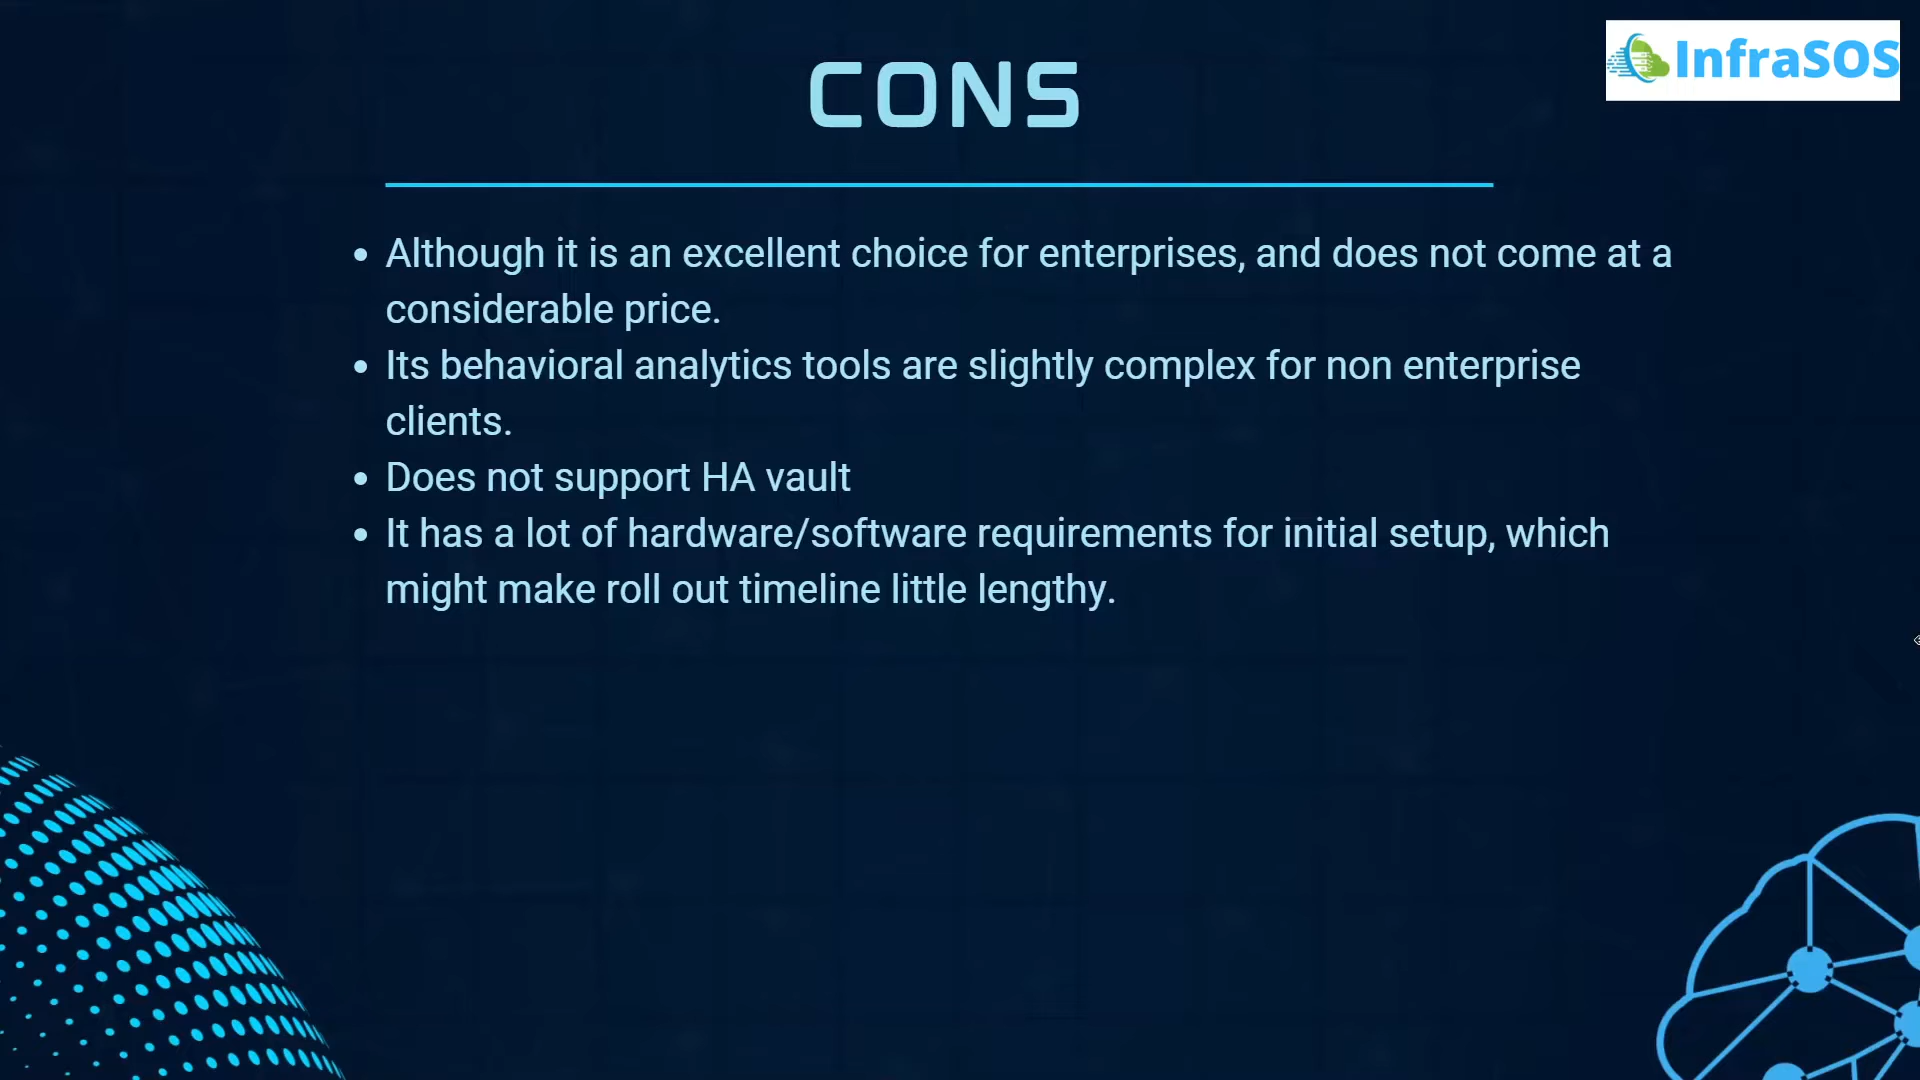 InfraSOS
CONS
• Although it is an excellent choice for enterprises, and does not come at a
considerable price.
• Its behavioral analytics tools are slightly complex for non enterprise
clients.
• Does not support HA vault
• It has a lot of hardware/software requirements for initial setup, which
might make roll out timeline little lengthy.